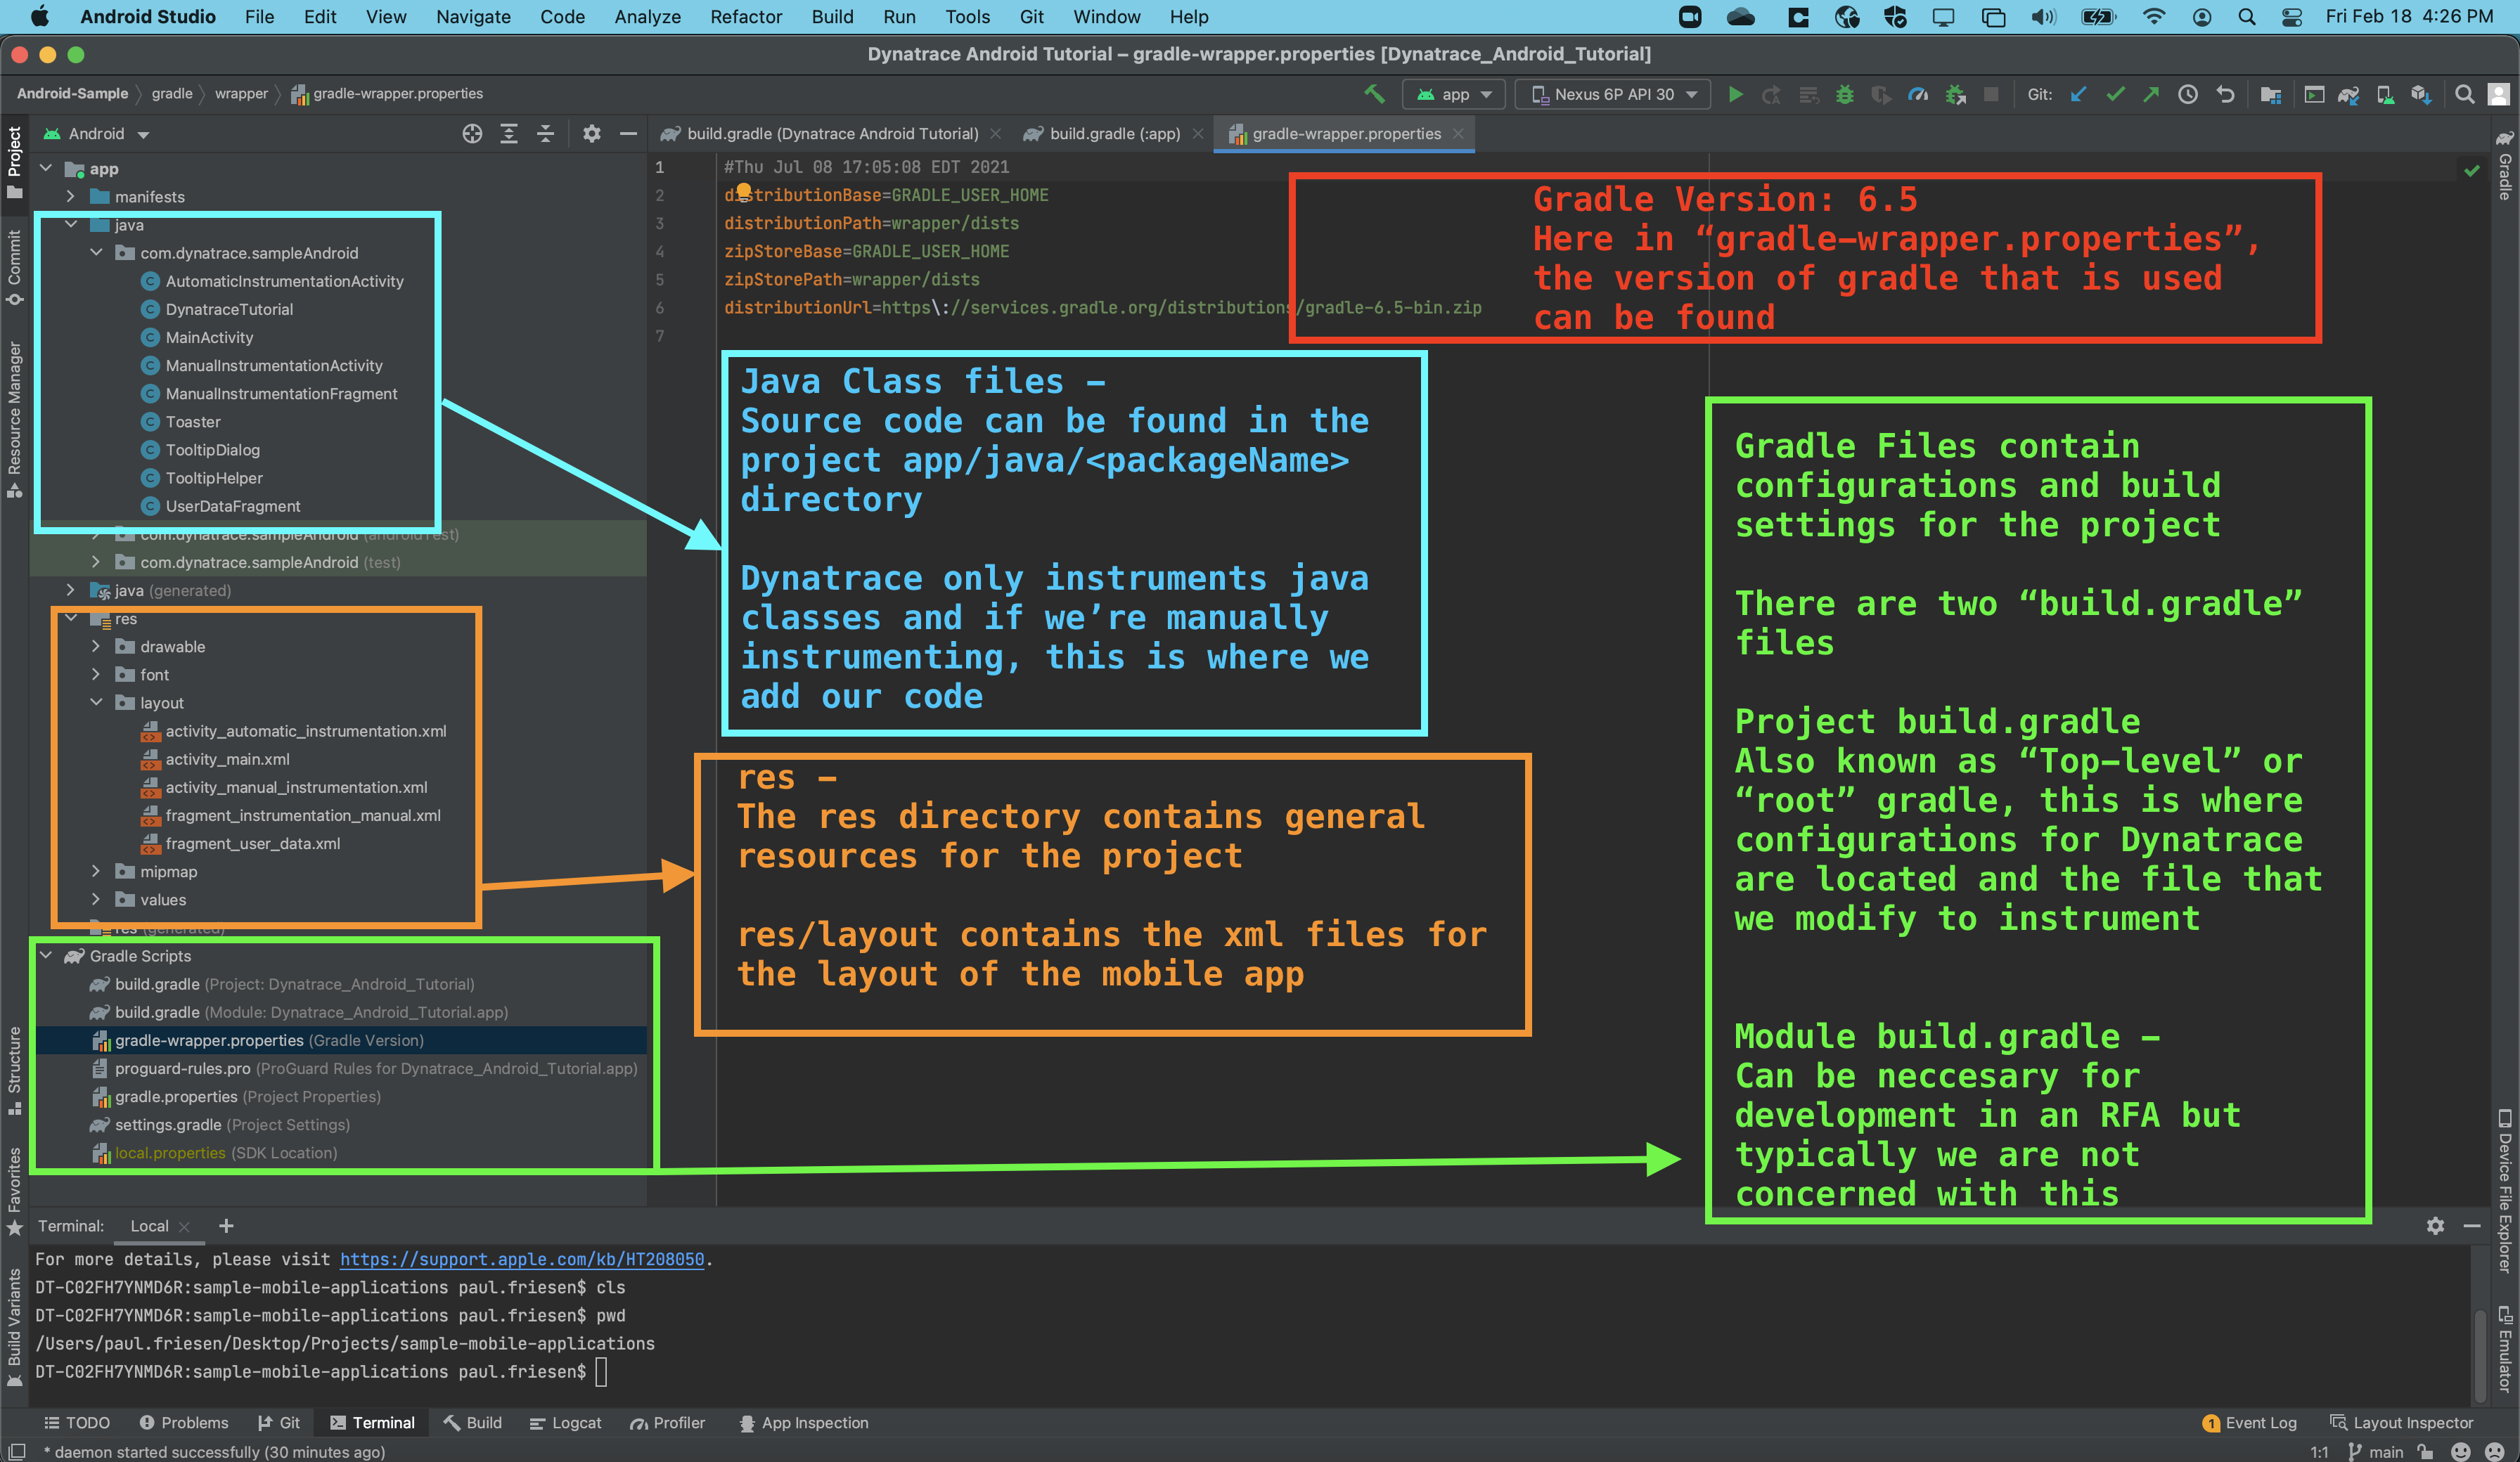 Android Studio File Edit View Navigate Code Analyze Refactor Build Run Tools Git Window Help Fri Feb 18 4:26 PM
Dynatrace Android Tutorial – gradle-wrapper.properties [Dynatrace_Android_Tutorial]
Android-Sample gradle wrapper gradle-wrapper.properties app Nexus 6P API 30 Git:
Android build.gradle (Dynatrace Android Tutorial) build.gradle (:app) gradle-wrapper.properties
Project
Commit
Resource Manager
Structure
Favorites
Build Variants
app
manifests
java
com.dynatrace.sampleAndroid
AutomaticInstrumentationActivity
DynatraceTutorial
MainActivity
ManualInstrumentationActivity
ManualInstrumentationFragment
Toaster
TooltipDialog
TooltipHelper
UserDataFragment
com.dynatrace.sampleAndroid (androidTest)
com.dynatrace.sampleAndroid (test)
java (generated)
res
drawable
font
layout
activity_automatic_instrumentation.xml
activity_main.xml
activity_manual_instrumentation.xml
fragment_instrumentation_manual.xml
fragment_user_data.xml
mipmap
values
res (generated)
Gradle Scripts
build.gradle (Project: Dynatrace_Android_Tutorial)
build.gradle (Module: Dynatrace_Android_Tutorial.app)
gradle-wrapper.properties (Gradle Version)
proguard-rules.pro (ProGuard Rules for Dynatrace_Android_Tutorial.app)
gradle.properties (Project Properties)
settings.gradle (Project Settings)
local.properties (SDK Location)
1 #Thu Jul 08 17:05:08 EDT 2021
2 distributionBase=GRADLE_USER_HOME
3 distributionPath=wrapper/dists
4 zipStoreBase=GRADLE_USER_HOME
5 zipStorePath=wrapper/dists
6 distributionUrl=https\://services.gradle.org/distributions/gradle-6.5-bin.zip
7
Gradle Version: 6.5
Here in “gradle-wrapper.properties”,
the version of gradle that is used
can be found
Java Class files –
Source code can be found in the
project app/java/<packageName>
directory
Dynatrace only instruments java
classes and if we’re manually
instrumenting, this is where we
add our code
res –
The res directory contains general
resources for the project
res/layout contains the xml files for
the layout of the mobile app
Gradle Files contain
configurations and build
settings for the project
There are two “build.gradle”
files
Project build.gradle
Also known as “Top-level” or
“root” gradle, this is where
configurations for Dynatrace
are located and the file that
we modify to instrument
Module build.gradle –
Can be neccesary for
development in an RFA but
typically we are not
concerned with this
Gradle
Device File Explorer
Emulator
Terminal: Local
For more details, please visit https://support.apple.com/kb/HT208050.
DT-C02FH7YNMD6R:sample-mobile-applications paul.friesen$ cls
DT-C02FH7YNMD6R:sample-mobile-applications paul.friesen$ pwd
/Users/paul.friesen/Desktop/Projects/sample-mobile-applications
DT-C02FH7YNMD6R:sample-mobile-applications paul.friesen$
TODO Problems Git Terminal Build Logcat Profiler App Inspection 1 Event Log Layout Inspector
* daemon started successfully (30 minutes ago) 1:1 main